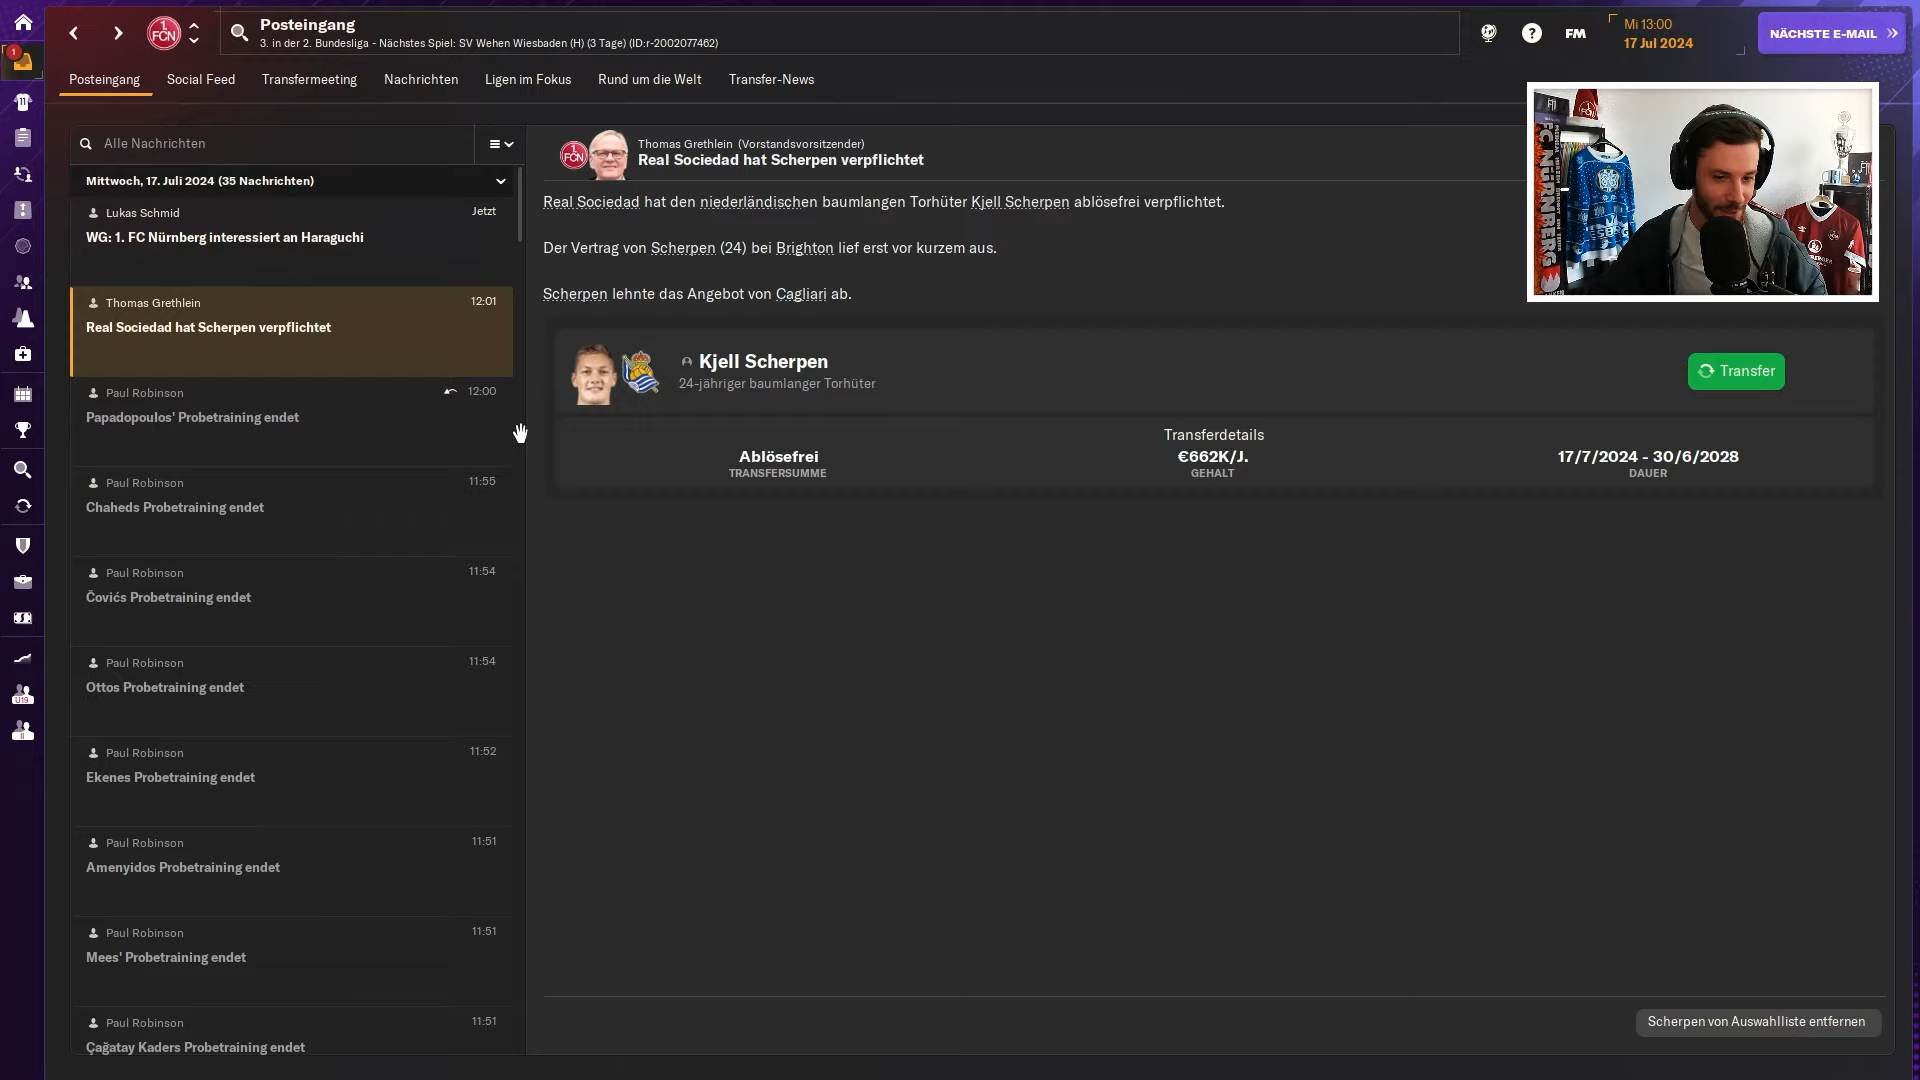 Posteingang
3. in der 2. Bundesliga - Nächstes Spiel: SV Wehen Wiesbaden (H) (3 Tage) (ID:r-2002077462)
FM
Mi 13:00
17 Jul 2024
NÄCHSTE E-MAIL
1
Posteingang
Social Feed
Transfermeeting
Nachrichten
Ligen im Fokus
Rund um die Welt
Transfer-News
Alle Nachrichten
Mittwoch, 17. Juli 2024 (35 Nachrichten)
Lukas Schmid
Jetzt
WG: 1. FC Nürnberg interessiert an Haraguchi
Thomas Grethlein
12:01
Real Sociedad hat Scherpen verpflichtet
Paul Robinson
12:00
Papadopoulos' Probetraining endet
Paul Robinson
11:55
Chaheds Probetraining endet
Paul Robinson
11:54
Čovićs Probetraining endet
Paul Robinson
11:54
Ottos Probetraining endet
Paul Robinson
11:52
Ekenes Probetraining endet
Paul Robinson
11:51
Amenyidos Probetraining endet
Paul Robinson
11:51
Mees' Probetraining endet
Paul Robinson
11:51
Çağatay Kaders Probetraining endet
Thomas Grethlein (Vorstandsvorsitzender)
Real Sociedad hat Scherpen verpflichtet
Real Sociedad hat den niederländischen baumlangen Torhüter Kjell Scherpen ablösefrei verpflichtet.
Der Vertrag von Scherpen (24) bei Brighton lief erst vor kurzem aus.
Scherpen lehnte das Angebot von Cagliari ab.
Kjell Scherpen
24-jähriger baumlanger Torhüter
Transfer
Transferdetails
Ablösefrei
TRANSFERSUMME
€662K/J.
GEHALT
17/7/2024 - 30/6/2028
DAUER
Scherpen von Auswahlliste entfernen
U19
II
1.
FCN
FC NÜRNBERG